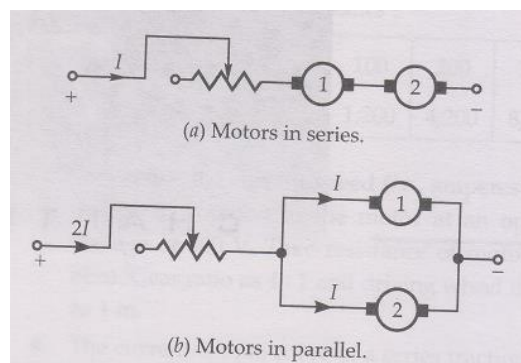 I
+
1
2
−
(a) Motors in series.
I
1
2I
+
−
I
2
(b) Motors in parallel.